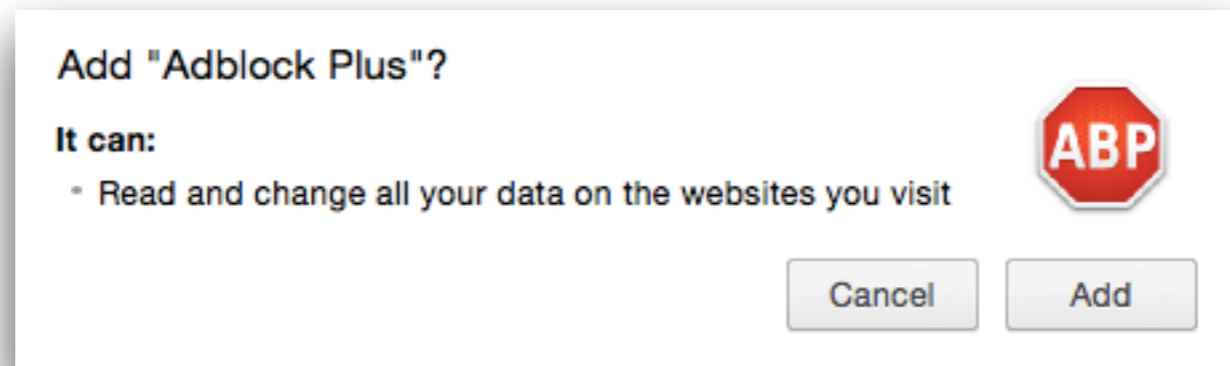 Add "Adblock Plus"?
ABP
It can:
Read and change all your data on the websites you visit
Cancel
Add